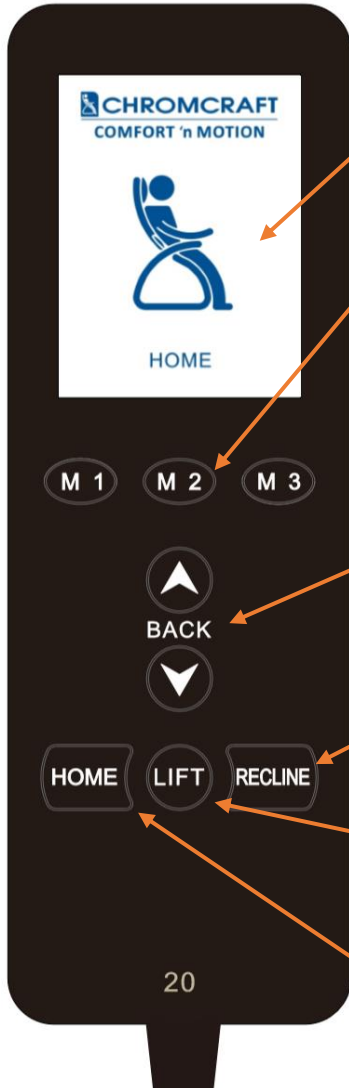 CHROMCRAFT
COMFORT 'n MOTION
HOME
M 1 M 2 M 3
BACK
HOME LIFT RECLINE
20